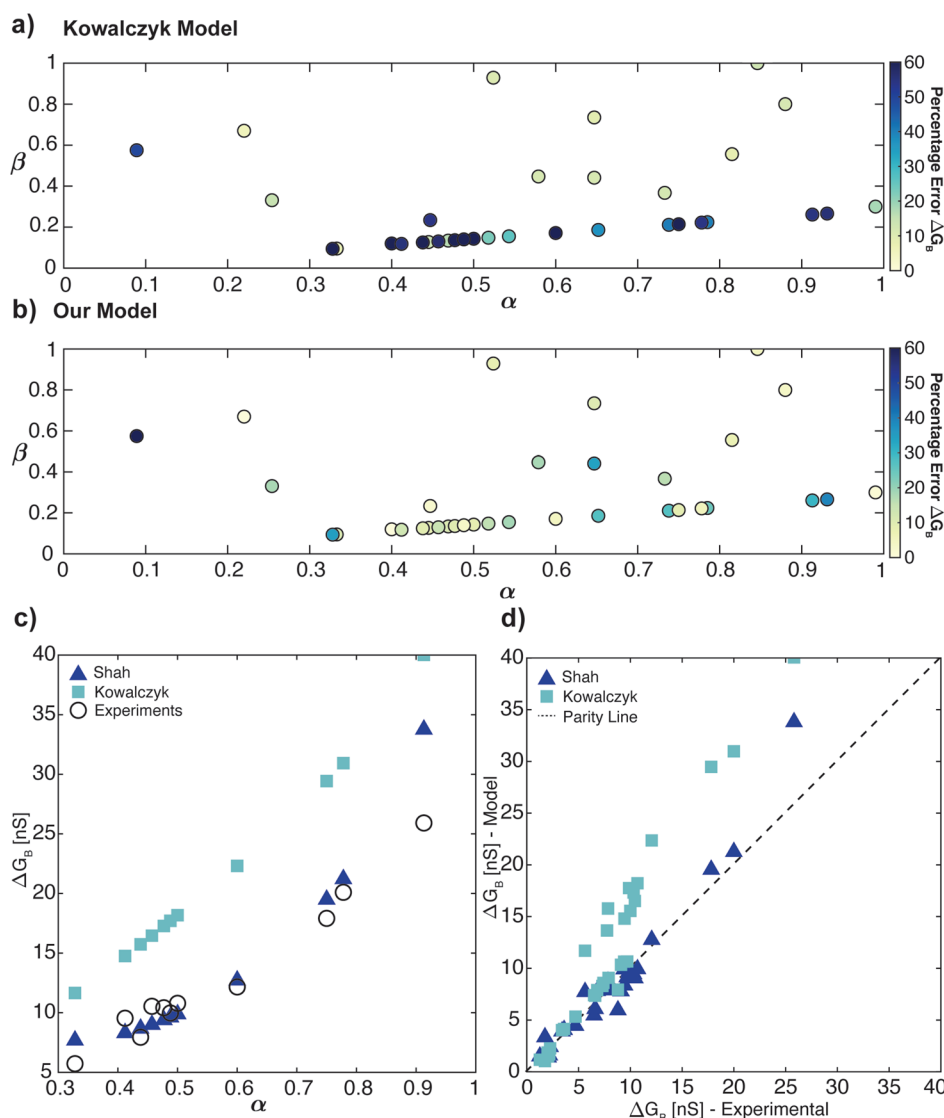 a) Kowalczyk Model
1
0.8
0.6
0.4
0.2
0
β
0 0.1 0.2 0.3 0.4 0.5 0.6 0.7 0.8 0.9 1
α
60
50
40
30
20
10
0
Percentage Error ΔG_B
b) Our Model
1
0.8
0.6
0.4
0.2
0
β
0 0.1 0.2 0.3 0.4 0.5 0.6 0.7 0.8 0.9 1
α
60
50
40
30
20
10
0
Percentage Error ΔG_B
c)
Shah
Kowalczyk
Experiments
40
35
30
25
20
15
10
5
ΔG_B [nS]
0.3 0.4 0.5 0.6 0.7 0.8 0.9 1
α
d)
Shah
Kowalczyk
Parity Line
40
35
30
25
20
15
10
5
0
ΔG_B [nS] - Model
0 5 10 15 20 25 30 35 40
ΔG_B [nS] - Experimental